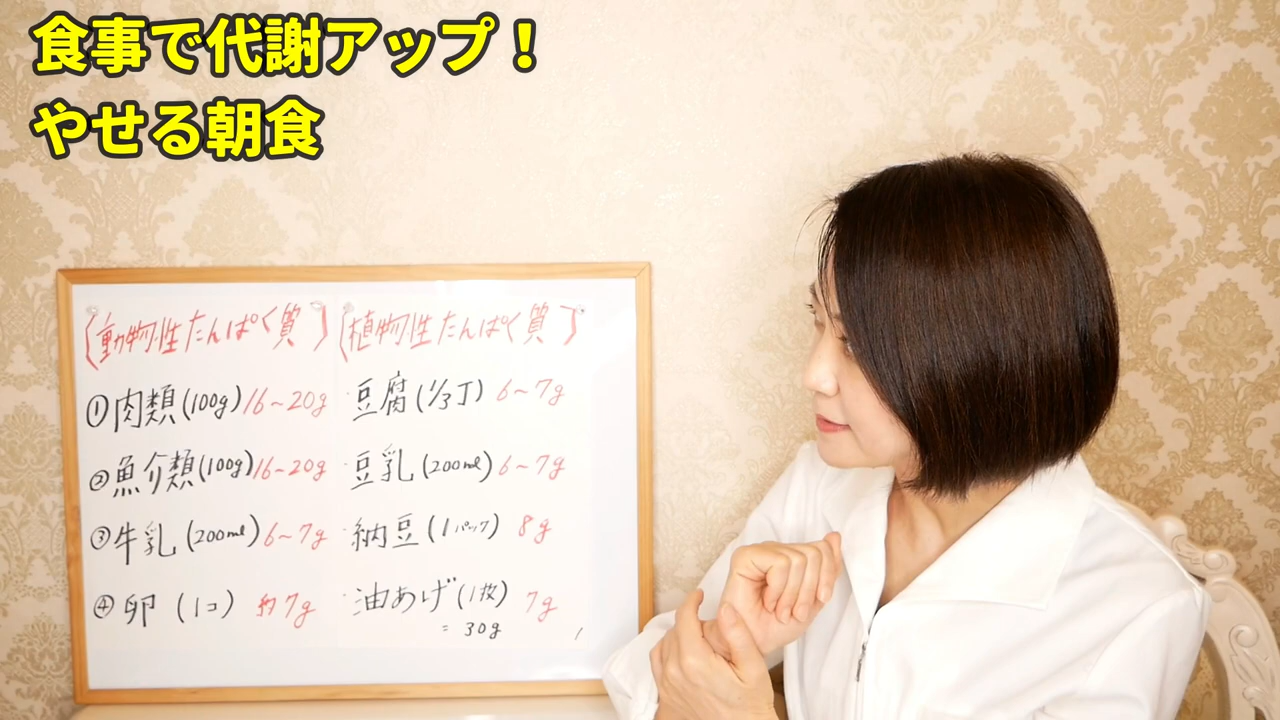 食事で代謝アップ！
やせる朝食
〔動物性たんぱく質〕
①肉類(100g)16~20g
②魚介類(100g)16~20g
③牛乳(200ml)6~7g
④卵(1コ)約7g
〔植物性たんぱく質〕
・豆腐(1/3丁)6~7g
・豆乳(200ml)6~7g
・納豆(1パック)8g
・油あげ(1枚)7g
=30g